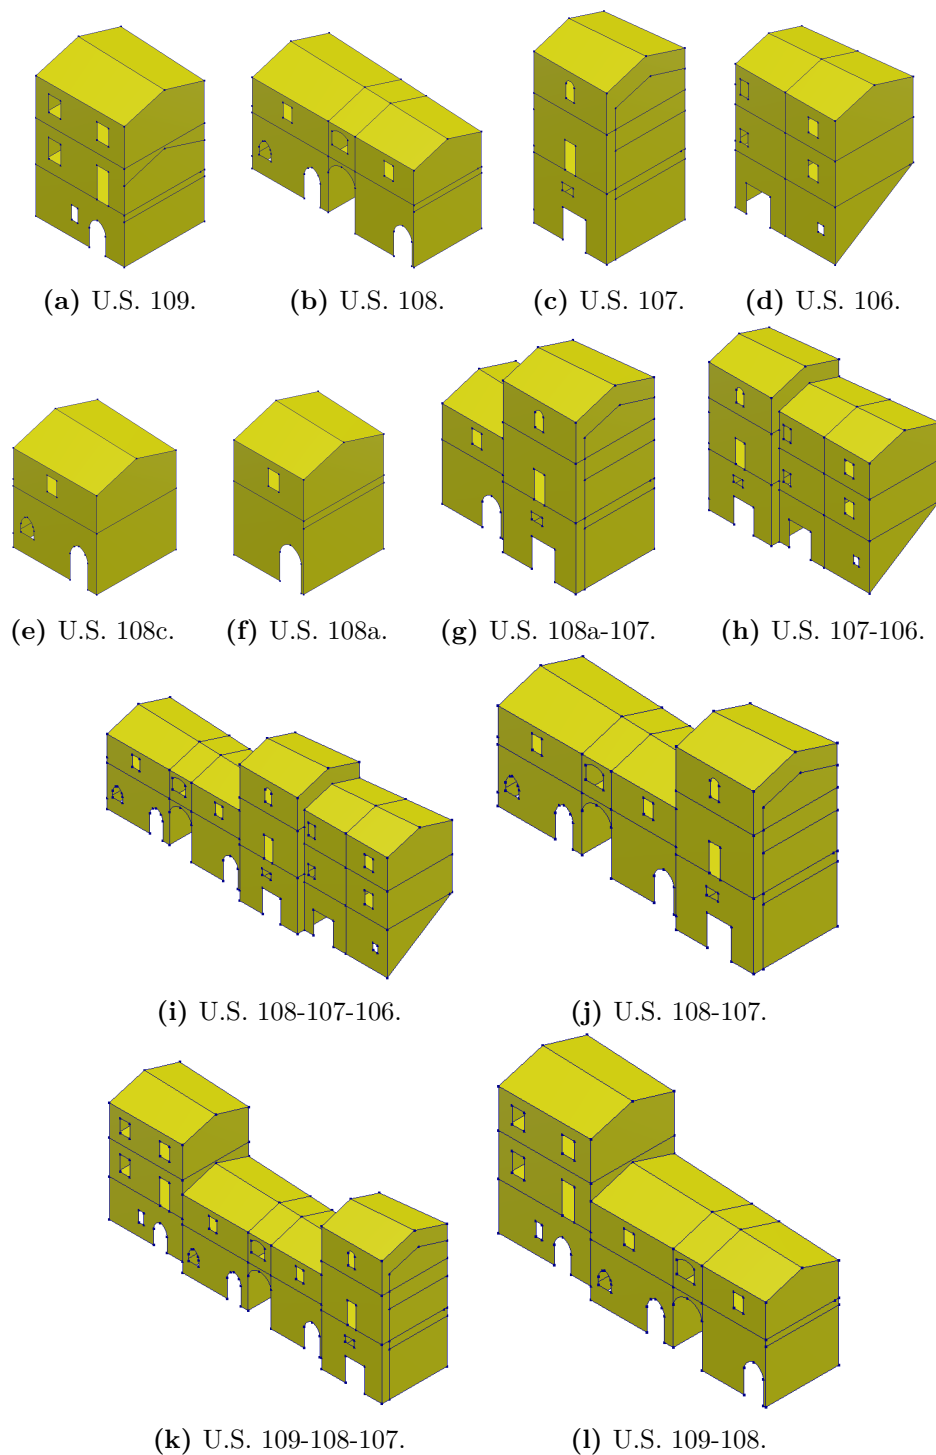 (a) U.S. 109.
(b) U.S. 108.
(c) U.S. 107.
(d) U.S. 106.
(e) U.S. 108c.
(f) U.S. 108a.
(g) U.S. 108a-107.
(h) U.S. 107-106.
(i) U.S. 108-107-106.
(j) U.S. 108-107.
(k) U.S. 109-108-107.
(l) U.S. 109-108.